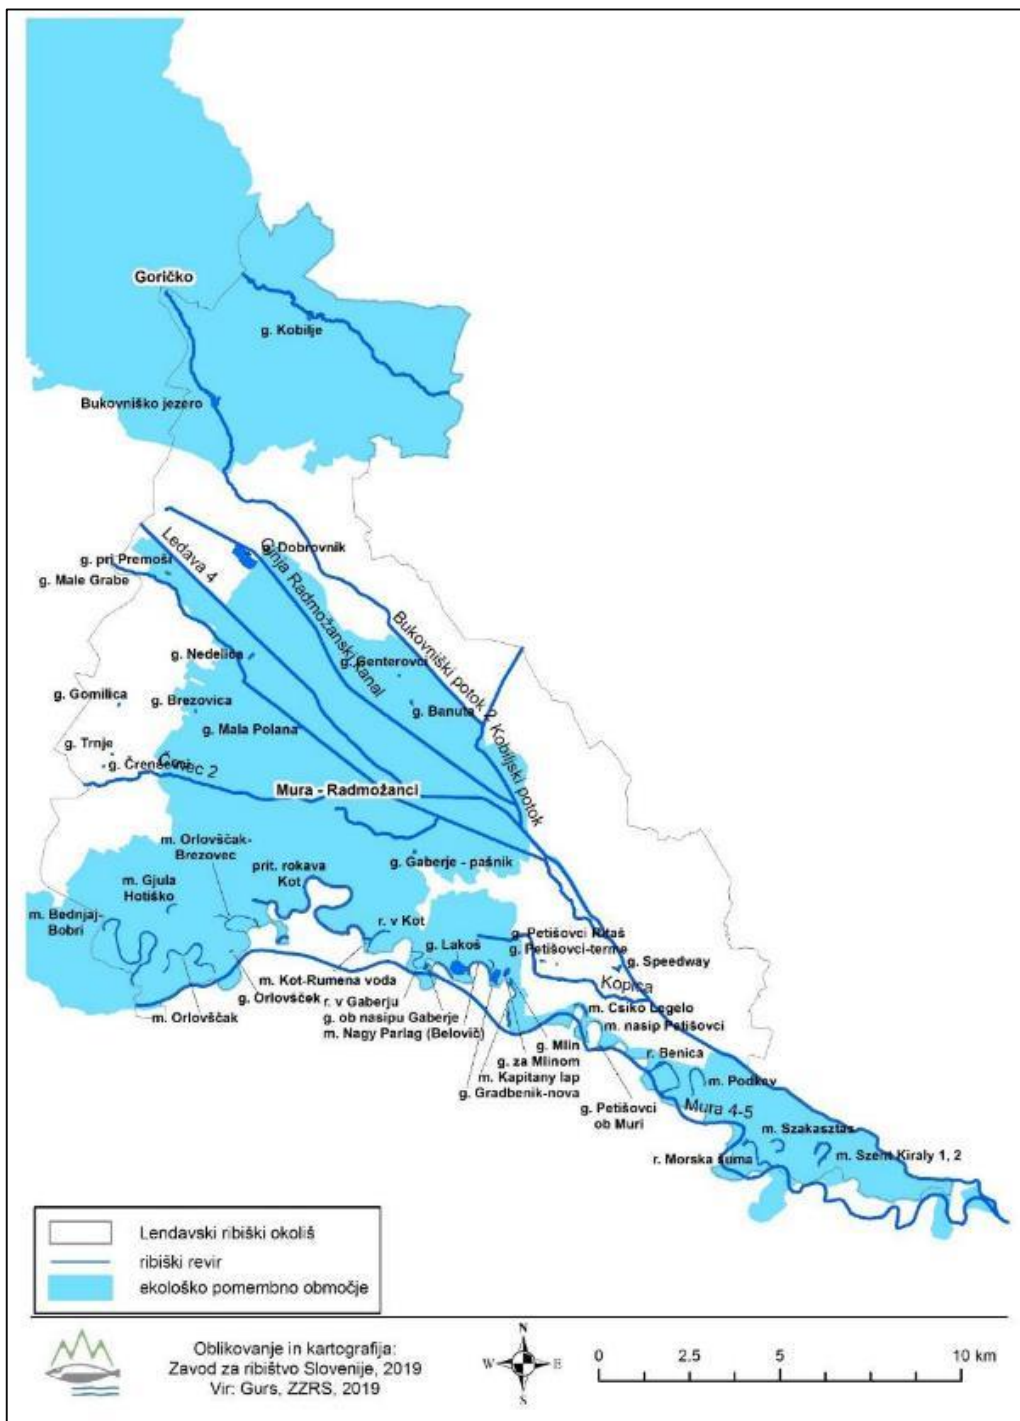 Goričko
g. Kobilje
Bukovniško jezero
Ledava 4
g. Dobrovnik
g. pri Premoši
g. Male Grabe
Ginja Radmožanski kanal
Bukovniški potok 2
g. Nedelica
g. Genterovci
g. Gomilica
g. Brezovica
g. Banuta
g. Mala Polana
Kobiljski potok
g. Trnje
Črnec 2
Mura - Radmožanci
m. Orlovščak-
Brezovec
prit. rokava
Kot
g. Gaberje - pašnik
m. Gjula
Hotiško
m. Bednjaj-
Bobri
r. v Kot
g. Petišovci Ritaš
g. Lakoš
g. Petišovci-terme
g. Speedway
m. Kot-Rumena voda
Kopica
g. Orlovšček
r. v Gaberju
m. Csiko Legelo
m. Orlovščak
g. ob nasipu Gaberje
m. nasip Petišovci
m. Nagy Parlag (Belovič)
g. Mlin
r. Benica
g. za Mlinom
m. Kapitany lap
m. Podkev
g. Gradbenik-nova
g. Petišovci
ob Muri
Mura 4-5
m. Szakasztas
r. Morska šuma
m. Szent Kiraly 1, 2
Lendavski ribiški okoliš
ribiški revir
ekološko pomembno območje
Oblikovanje in kartografija:
Zavod za ribištvo Slovenije, 2019
Vir: Gurs, ZZRS, 2019
N
W E
S
0 2.5 5 10 km